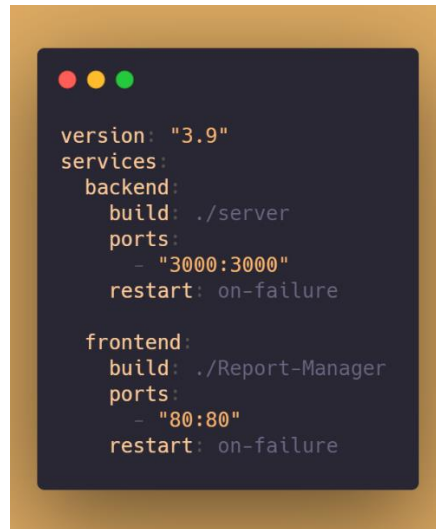 version: "3.9"
services:
  backend:
    build: ./server
    ports:
      - "3000:3000"
    restart: on-failure

  frontend:
    build: ./Report-Manager
    ports:
      - "80:80"
    restart: on-failure